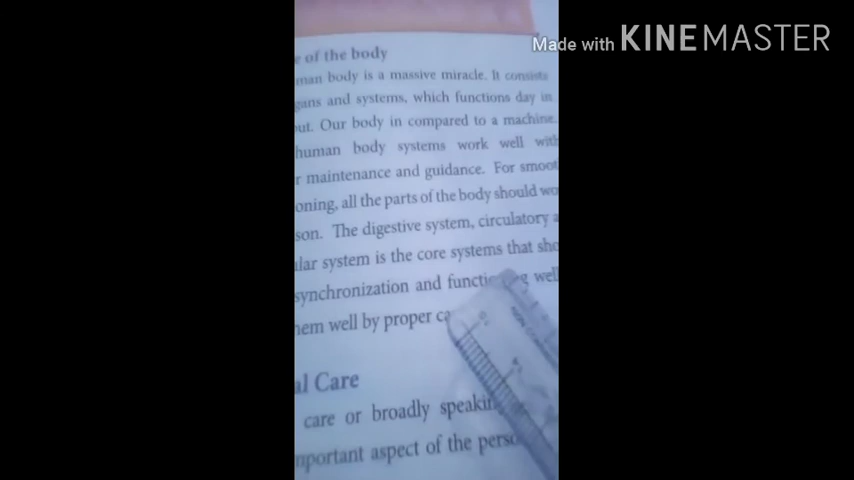 Made with KINEMASTER
e of the body
man body is a massive miracle. It consists
gans and systems, which functions day in
out. Our body in compared to a machine.
human body systems work well with
r maintenance and guidance. For smoot
oning, all the parts of the body should wo
son. The digestive system, circulatory a
ular system is the core systems that sho
synchronization and functioning well
hem well by proper ca
al Care
care or broadly speakin
mportant aspect of the perso